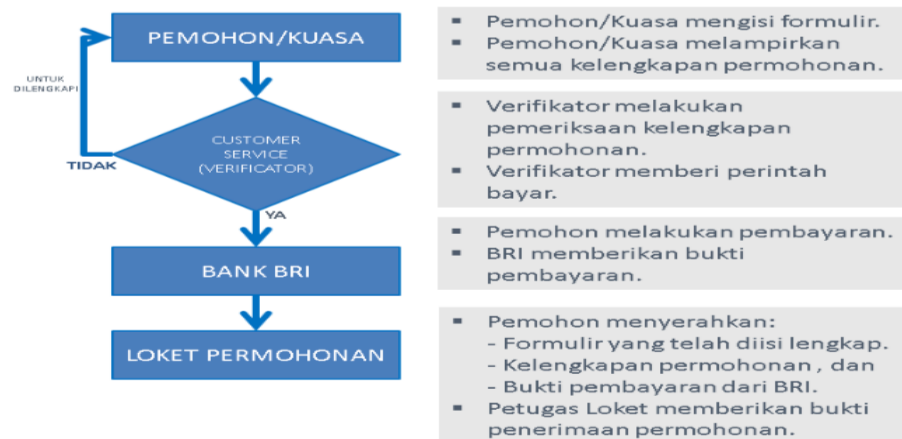 PEMOHON/KUASA
UNTUK
DILENGKAPI
CUSTOMER
SERVICE
(VERIFICATOR)
TIDAK
YA
BANK BRI
LOKET PERMOHONAN
▪ Pemohon/Kuasa mengisi formulir.
▪ Pemohon/Kuasa melampirkan
semua kelengkapan permohonan.
▪ Verifikator melakukan
pemeriksaan kelengkapan
permohonan.
▪ Verifikator memberi perintah
bayar.
▪ Pemohon melakukan pembayaran.
▪ BRI memberikan bukti
pembayaran.
▪ Pemohon menyerahkan:
- Formulir yang telah diisi lengkap.
- Kelengkapan permohonan , dan
- Bukti pembayaran dari BRI.
▪ Petugas Loket memberikan bukti
penerimaan permohonan.